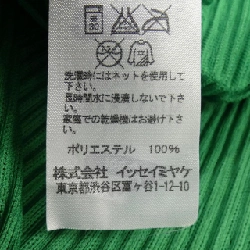 30
洗濯時にはネットを使用して
下さい。
長時間水に浸漬しないで下さ
い。
家庭での乾燥機はお避け下さ
い。
ポリエステル 100%
株式会社 イッセイミヤケ
東京都渋谷区富ヶ谷1-12-10